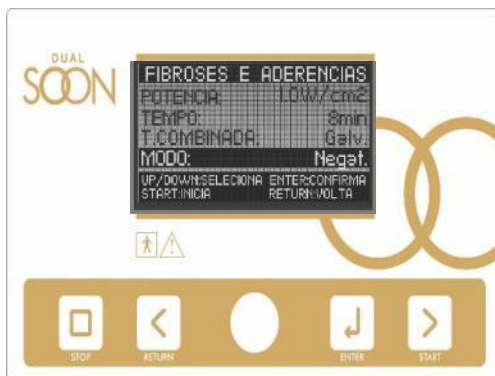 DUAL
SOON
FIBROSES E ADERENCIAS
POTENCIA: 1.0W/cm2
TEMPO: 8min
T.COMBINADA: Galv.
MODO: Negat.
UP/DOWN:SELECIONA ENTER:CONFIRMA
START:INICIA RETURN:VOLTA
STOP
RETURN
ENTER
START